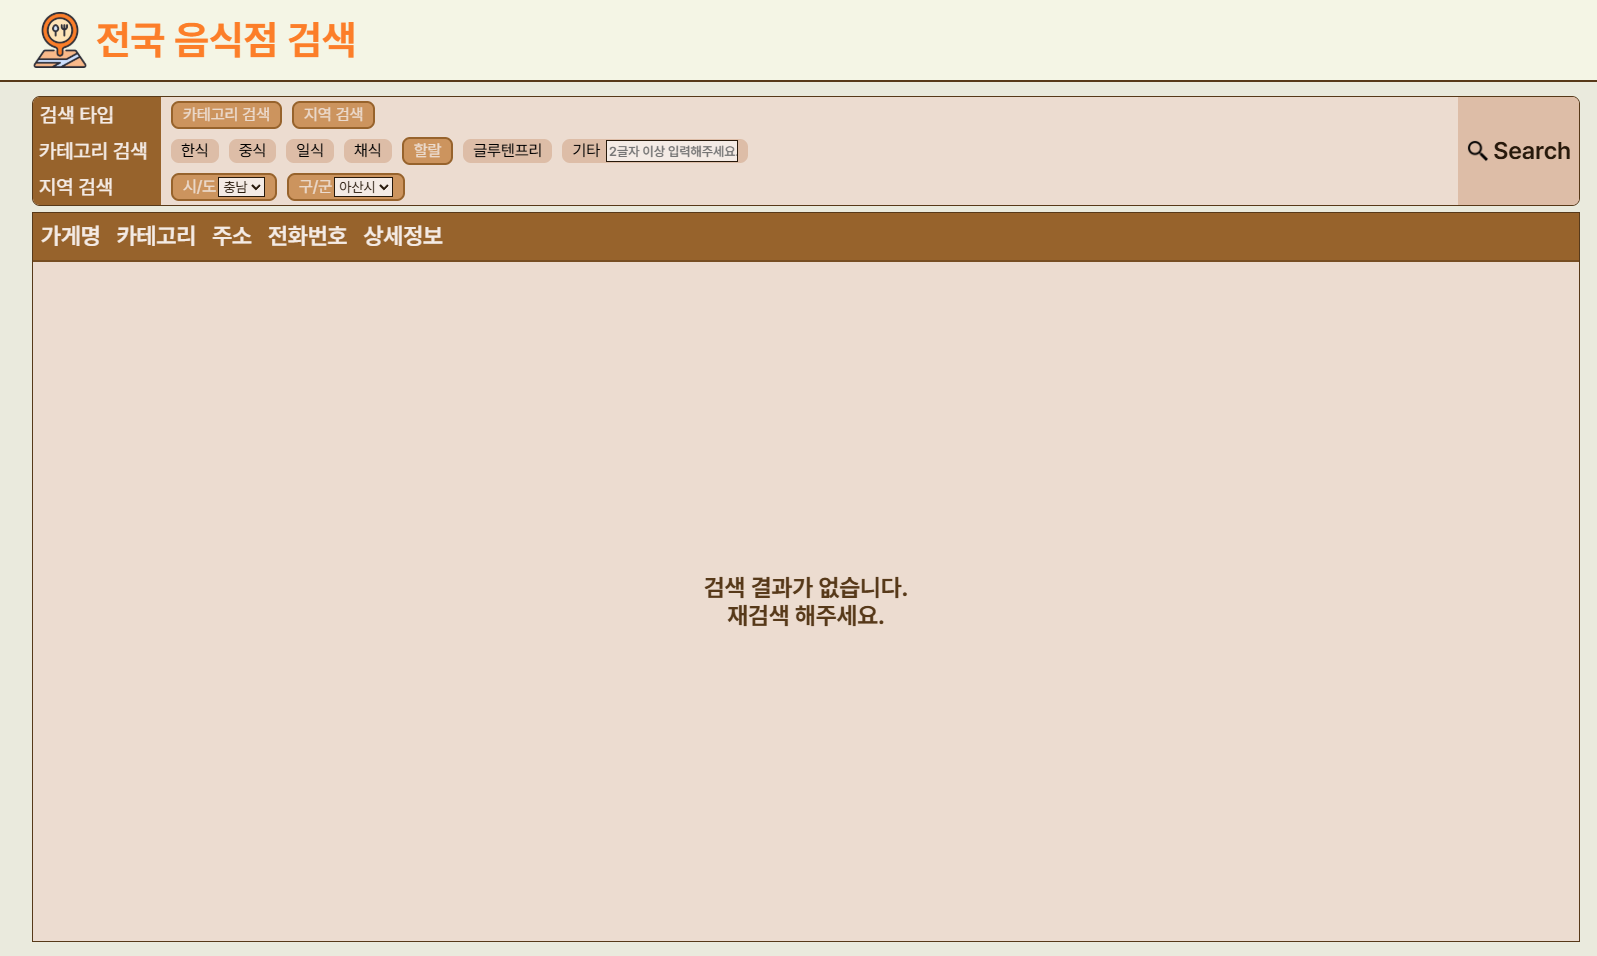 전국 음식점 검색
검색 타입 카테고리 검색 지역 검색
카테고리 검색 한식 중식 일식 채식 할랄 글루텐프리 기타 2글자 이상 입력해주세요
지역 검색 시/도 충남 구/군 아산시
Search
가게명 카테고리 주소 전화번호 상세정보
검색 결과가 없습니다.
재검색 해주세요.